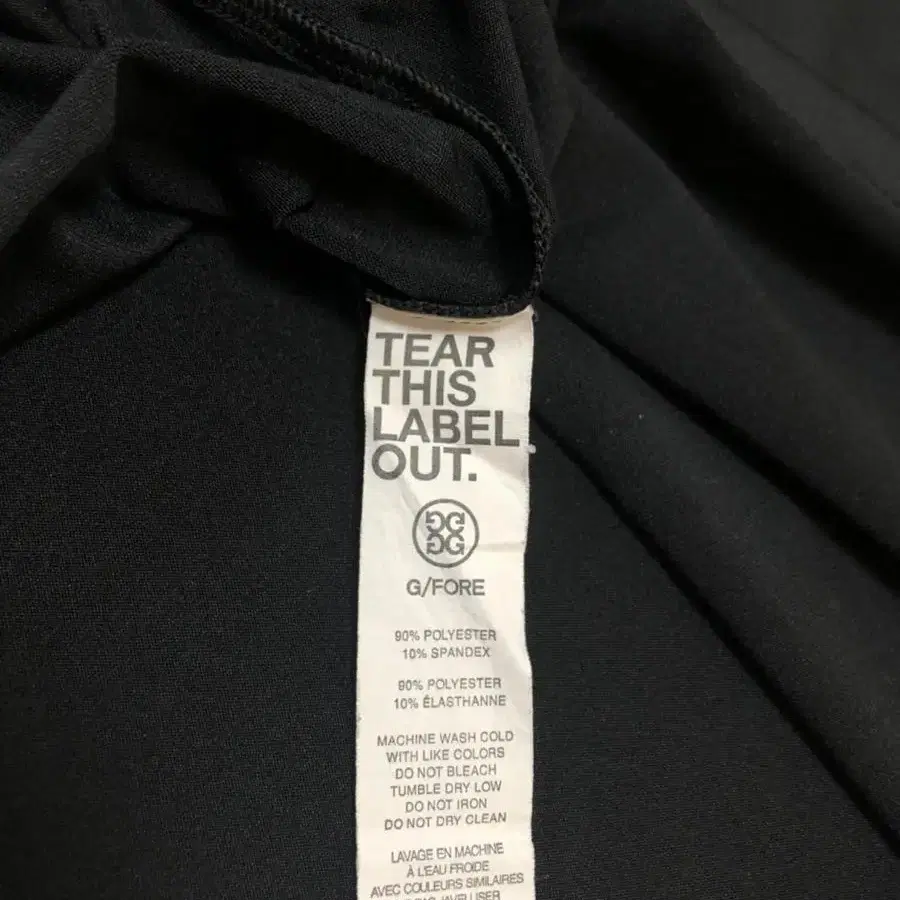 TEAR
THIS
LABEL
OUT.
G/FORE
90% POLYESTER
10% SPANDEX
90% POLYESTER
10% ÉLASTHANNE
MACHINE WASH COLD
WITH LIKE COLORS
DO NOT BLEACH
TUMBLE DRY LOW
DO NOT IRON
DO NOT DRY CLEAN
LAVAGE EN MACHINE
À L'EAU FROIDE
AVEC COULEURS SIMILAIRES